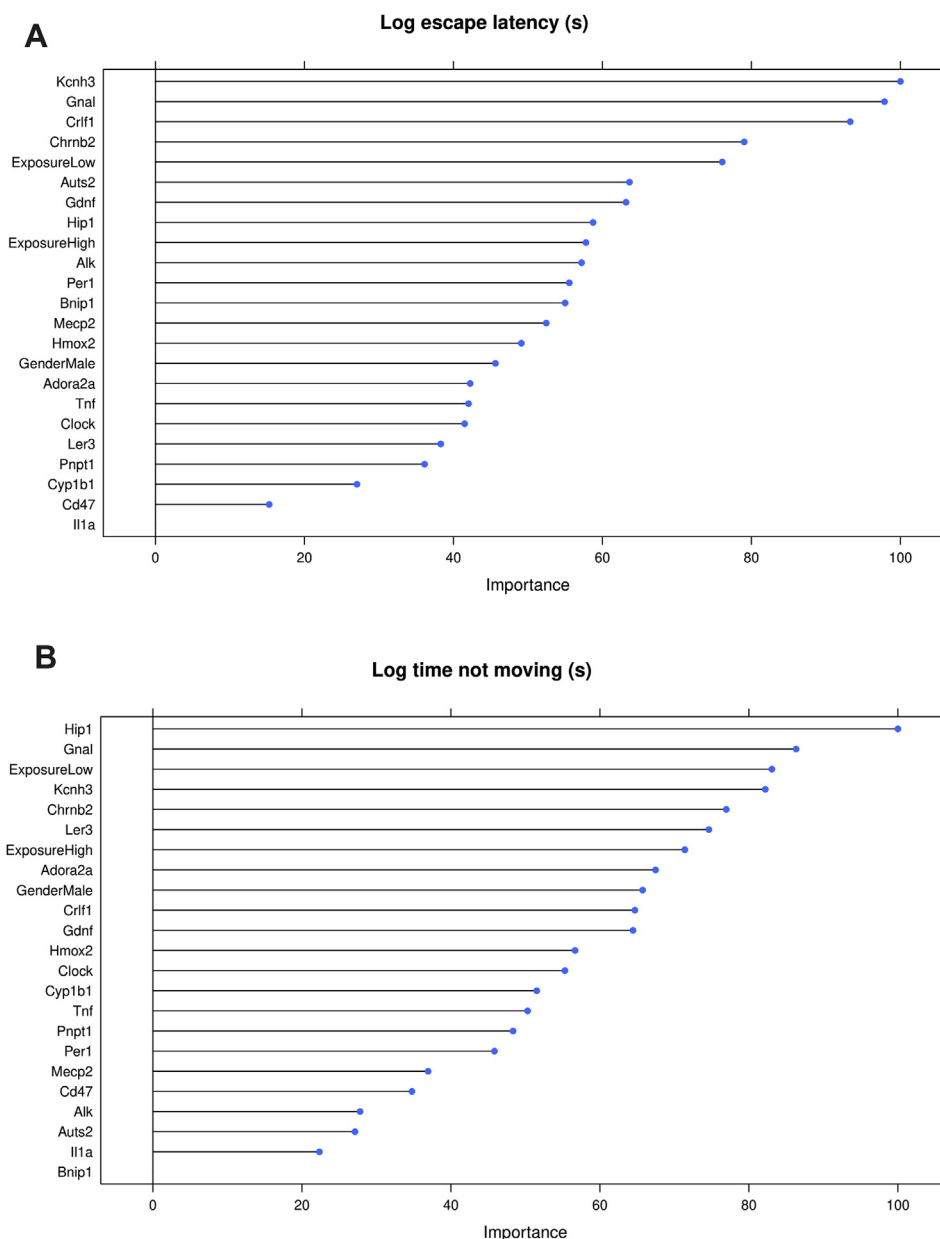 A
Log escape latency (s)
Kcnh3
Gnal
Crlf1
Chrnb2
ExposureLow
Auts2
Gdnf
Hip1
ExposureHigh
Alk
Per1
Bnip1
Mecp2
Hmox2
GenderMale
Adora2a
Tnf
Clock
Ler3
Pnpt1
Cyp1b1
Cd47
Il1a
0 20 40 60 80 100
Importance
B
Log time not moving (s)
Hip1
Gnal
ExposureLow
Kcnh3
Chrnb2
Ler3
ExposureHigh
Adora2a
GenderMale
Crlf1
Gdnf
Hmox2
Clock
Cyp1b1
Tnf
Pnpt1
Per1
Mecp2
Cd47
Alk
Auts2
Il1a
Bnip1
0 20 40 60 80 100
Importance